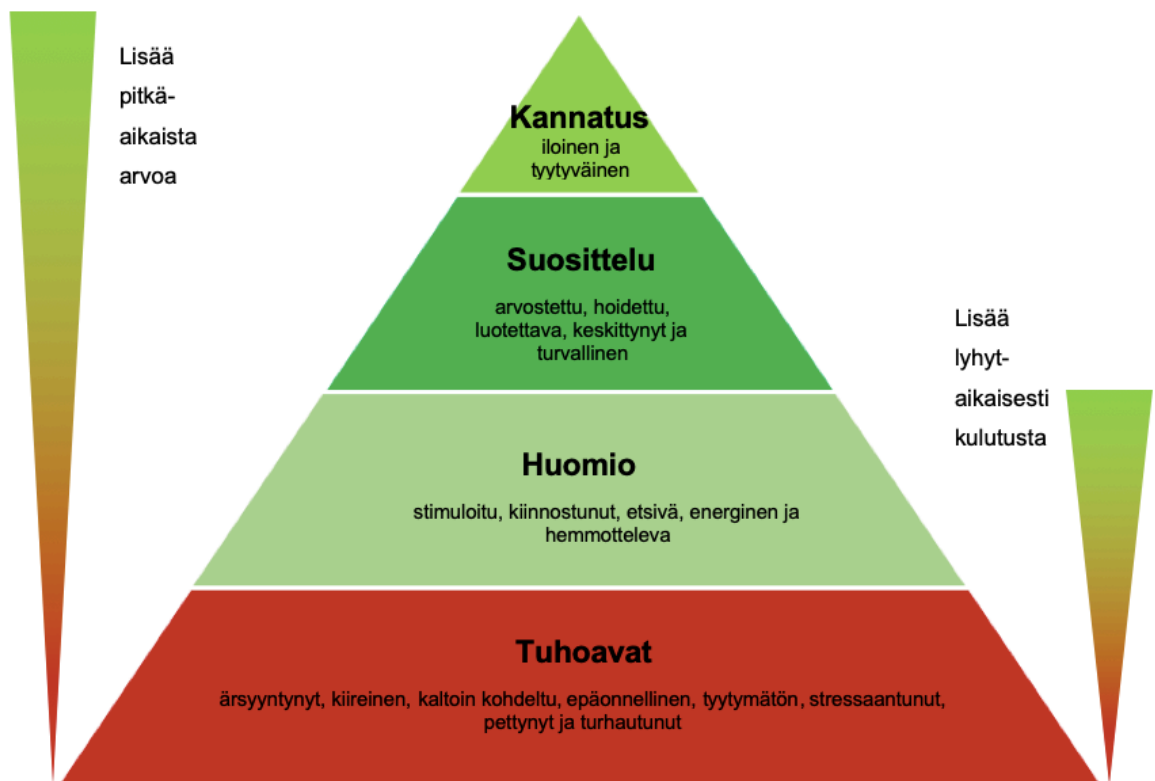 Lisää
pitkä-
aikaista
arvoa
Kannatus
iloinen ja
tyytyväinen
Suosittelu
arvostettu, hoidettu,
luotettava, keskittynyt ja
turvallinen
Lisää
lyhyt-
aikaisesti
kulutusta
Huomio
stimuloitu, kiinnostunut, etsivä, energinen ja
hemmotteleva
Tuhoavat
ärsyyntynyt, kiireinen, kaltoin kohdeltu, epäonnellinen, tyytymätön, stressaantunut,
pettynyt ja turhautunut